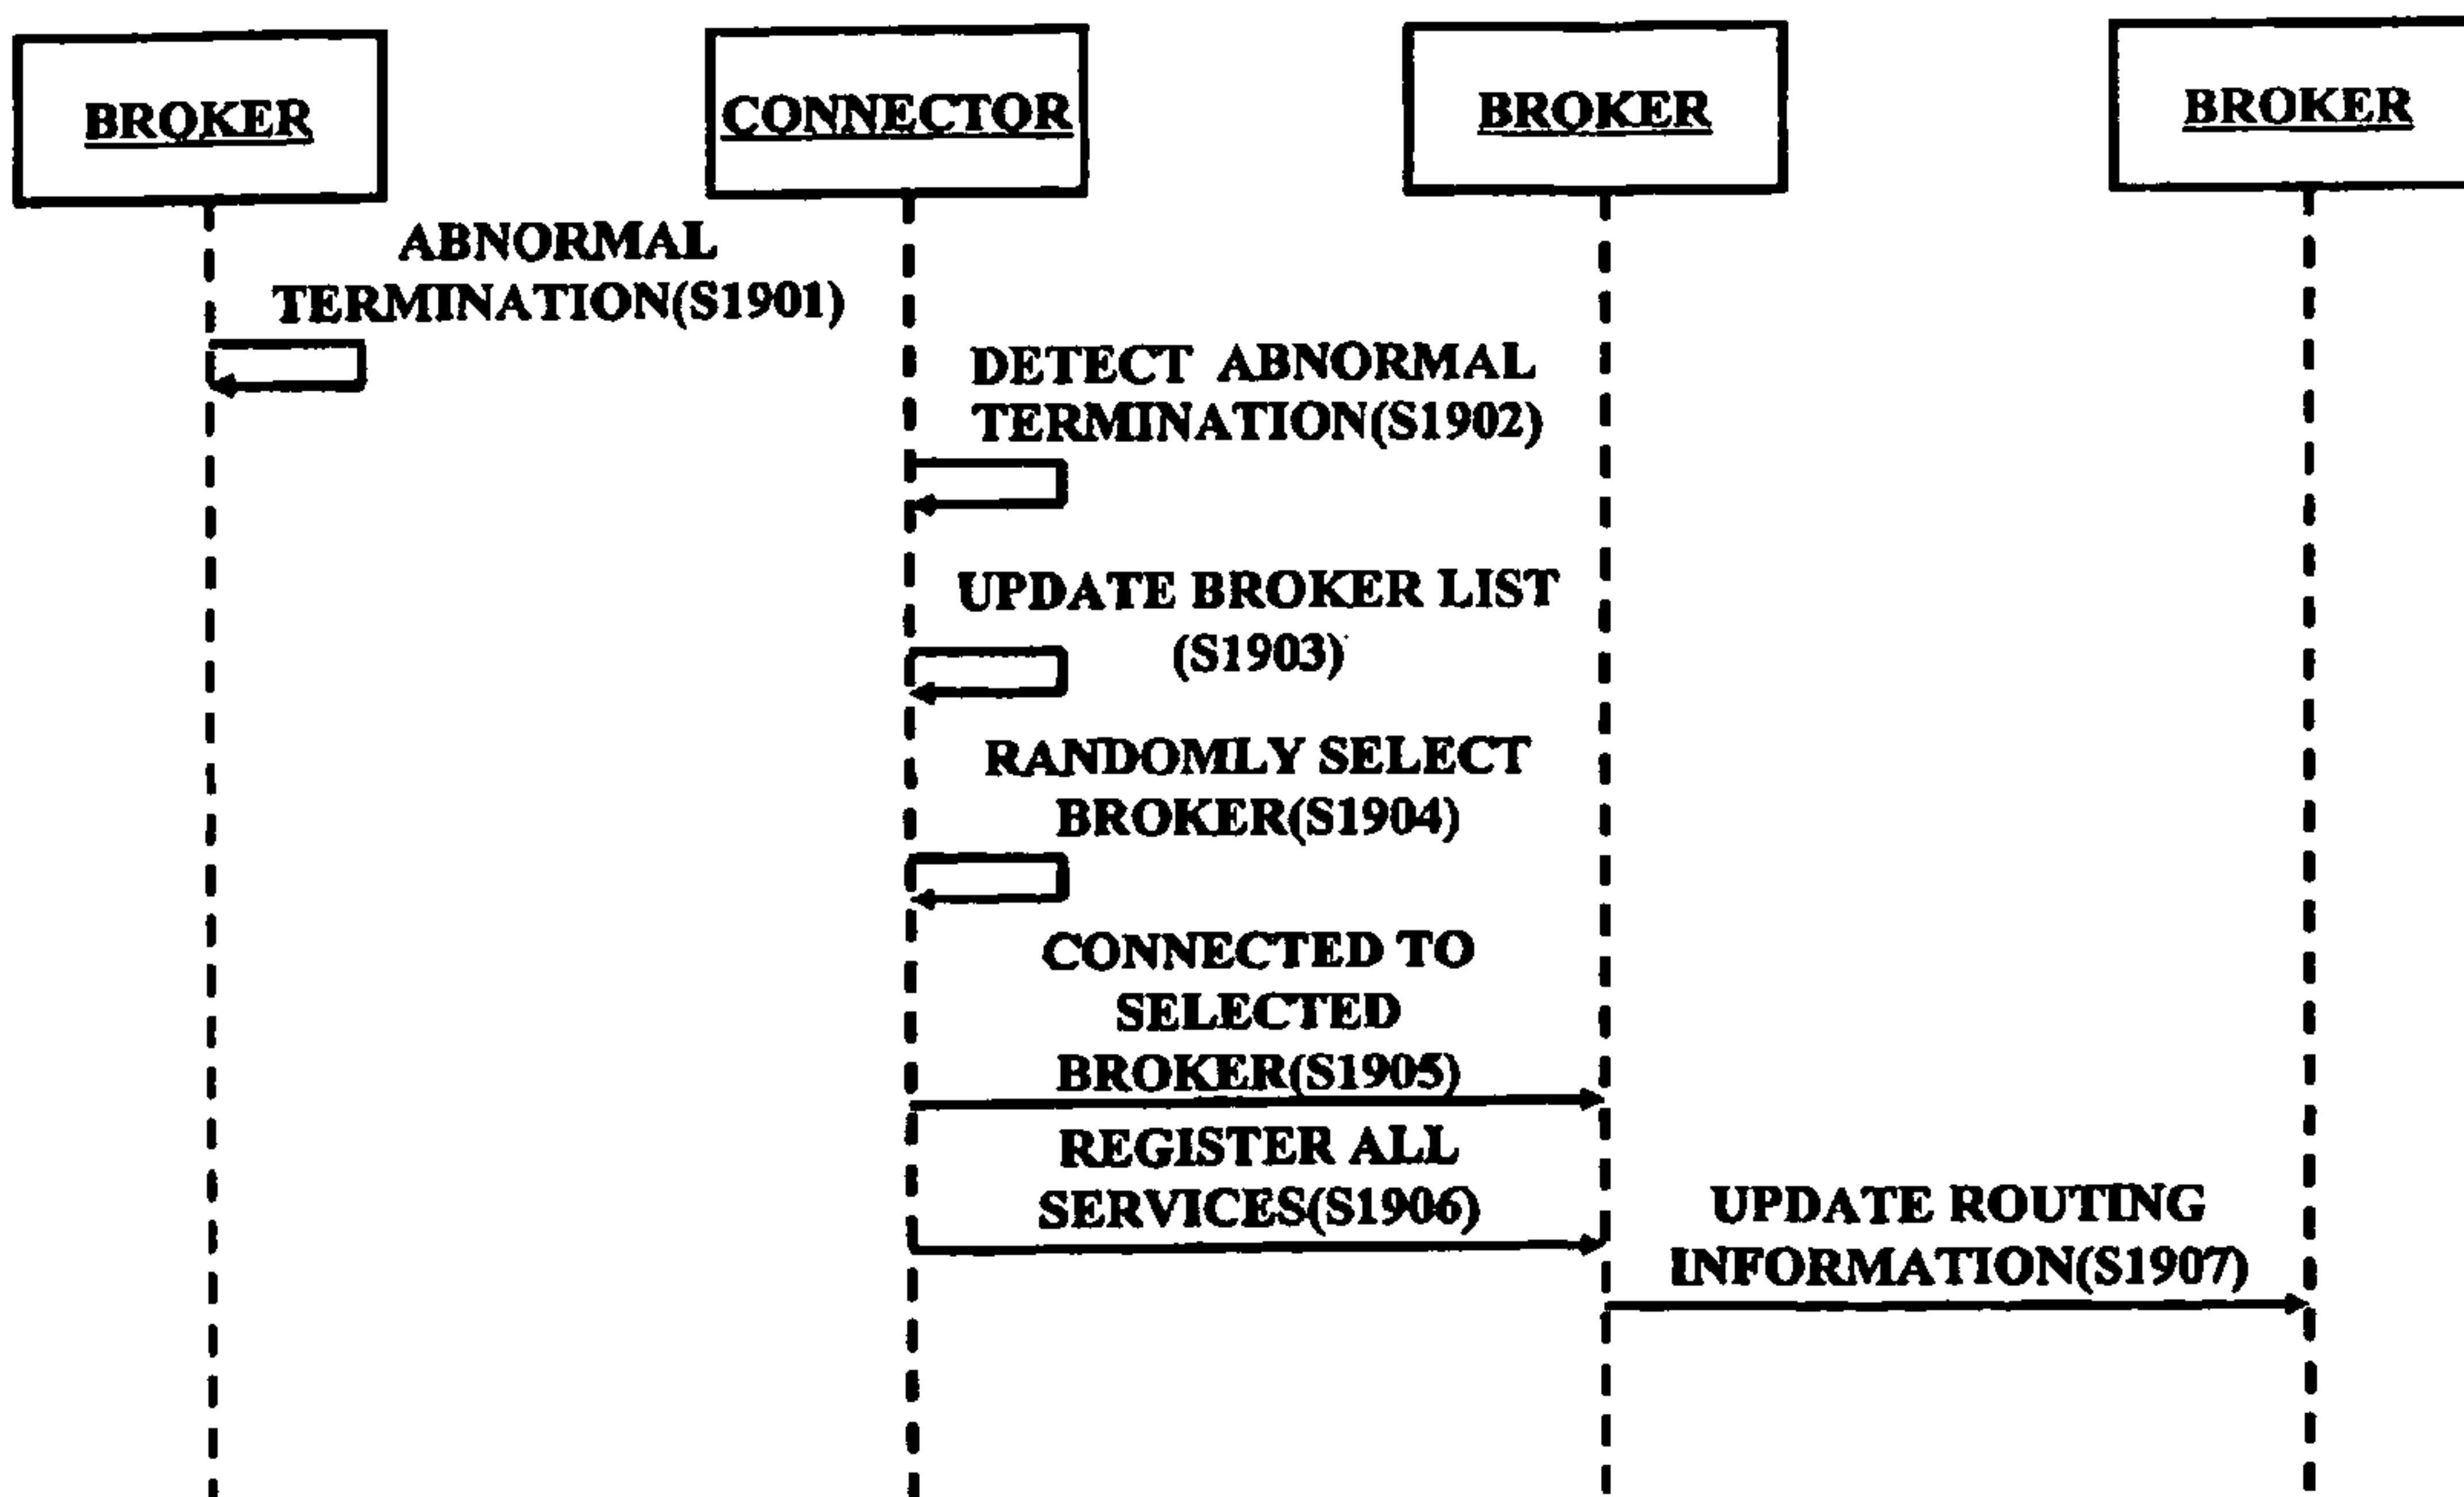 BROKER
CONNECTOR
BROKER
BROKER
ABNORMAL
TERMINATION(S1901)
DETECT ABNORMAL
TERMINATION(S1902)
UPDATE BROKER LIST
(S1903)
RANDOMLY SELECT
BROKER(S1904)
CONNECTED TO
SELECTED
BROKER(S1905)
REGISTER ALL
SERVICES(S1906)
UPDATE ROUTING
INFORMATION(S1907)